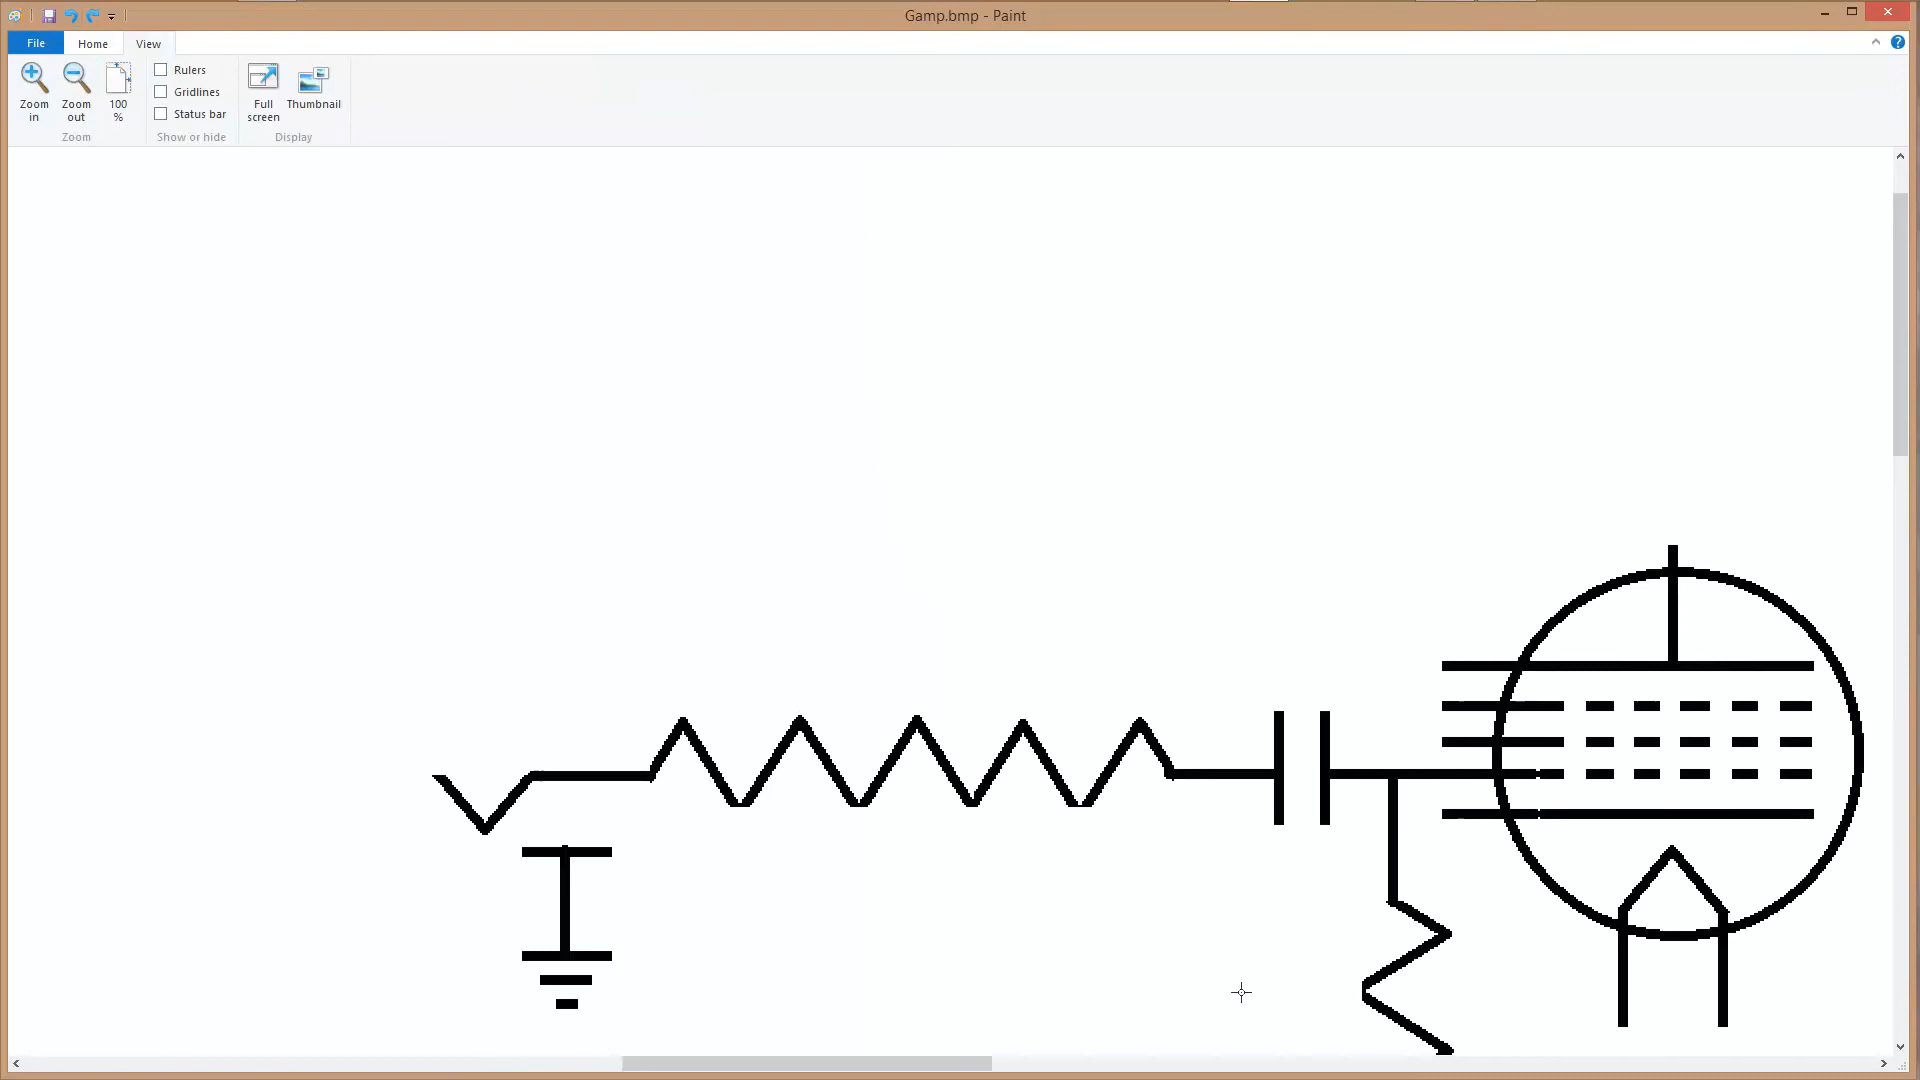 Gamp.bmp - Paint
File Home View
Zoom in
Zoom out
100 %
Rulers
Gridlines
Status bar
Full screen
Thumbnail
Zoom
Show or hide
Display